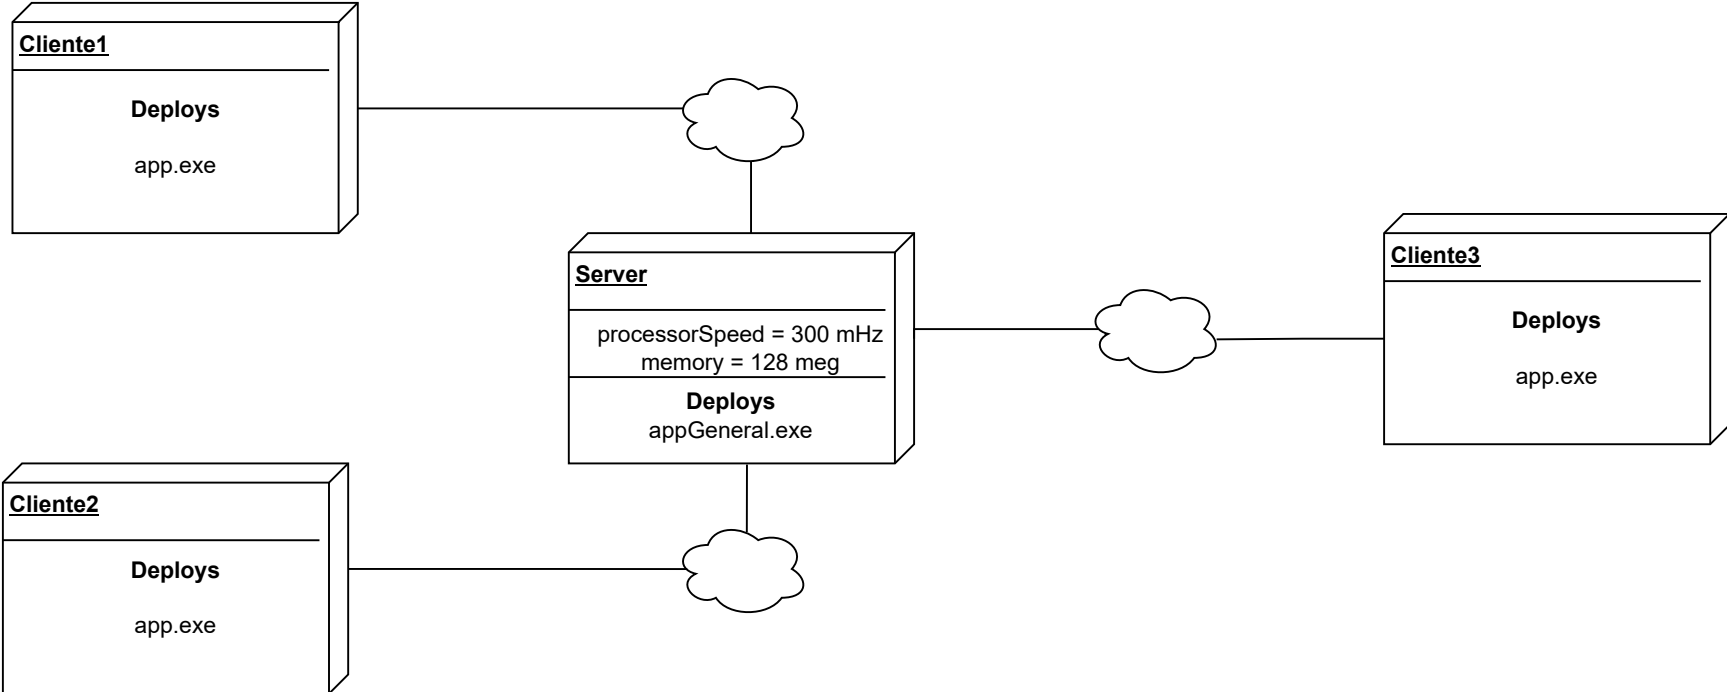 Cliente1
Deploys
app.exe
Server
processorSpeed = 300 mHz
memory = 128 meg
Deploys
appGeneral.exe
Cliente3
Deploys
app.exe
Cliente2
Deploys
app.exe